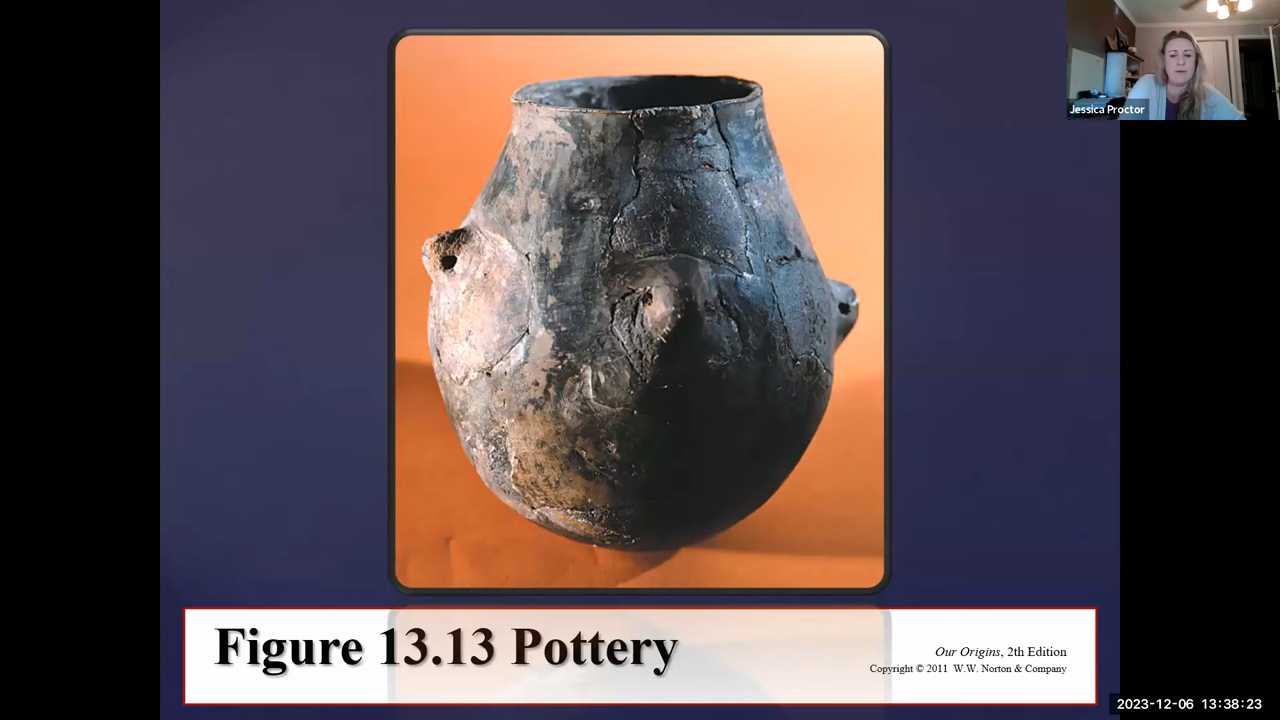 Jessica Proctor
Figure 13.13 Pottery
Our Origins, 2th Edition
Copyright © 2011 W.W. Norton & Company
2023-12-06 13:38:23